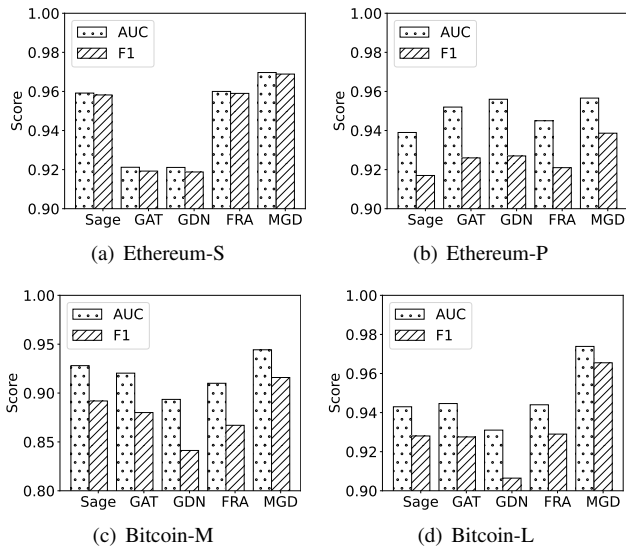 1.00
0.98
0.96
0.94
0.92
0.90
Score
AUC
F1
Sage GAT GDN FRA MGD
(a) Ethereum-S
1.00
0.98
0.96
0.94
0.92
0.90
Score
AUC
F1
Sage GAT GDN FRA MGD
(b) Ethereum-P
1.00
0.95
0.90
0.85
0.80
Score
AUC
F1
Sage GAT GDN FRA MGD
(c) Bitcoin-M
1.00
0.98
0.96
0.94
0.92
0.90
Score
AUC
F1
Sage GAT GDN FRA MGD
(d) Bitcoin-L